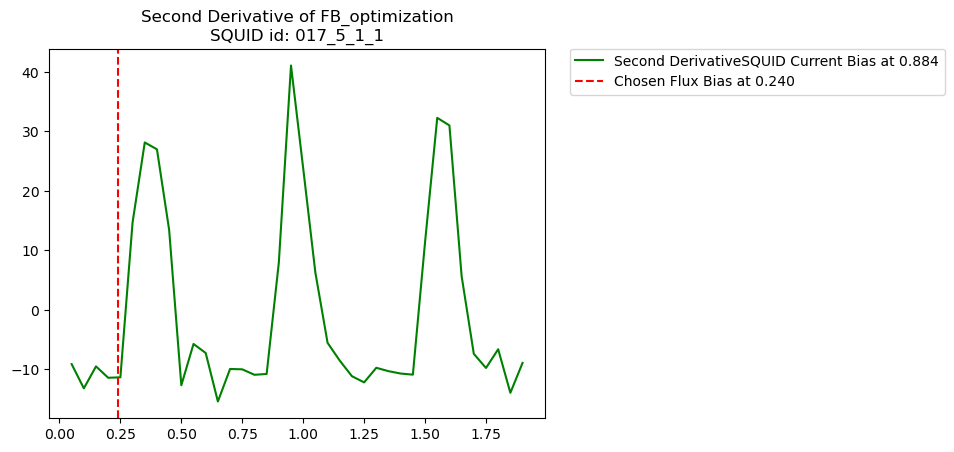 Second Derivative of FB_optimization
SQUID id: 017_5_1_1
Second DerivativeSQUID Current Bias at 0.884
Chosen Flux Bias at 0.240
40
30
20
10
0
−10
0.00 0.25 0.50 0.75 1.00 1.25 1.50 1.75